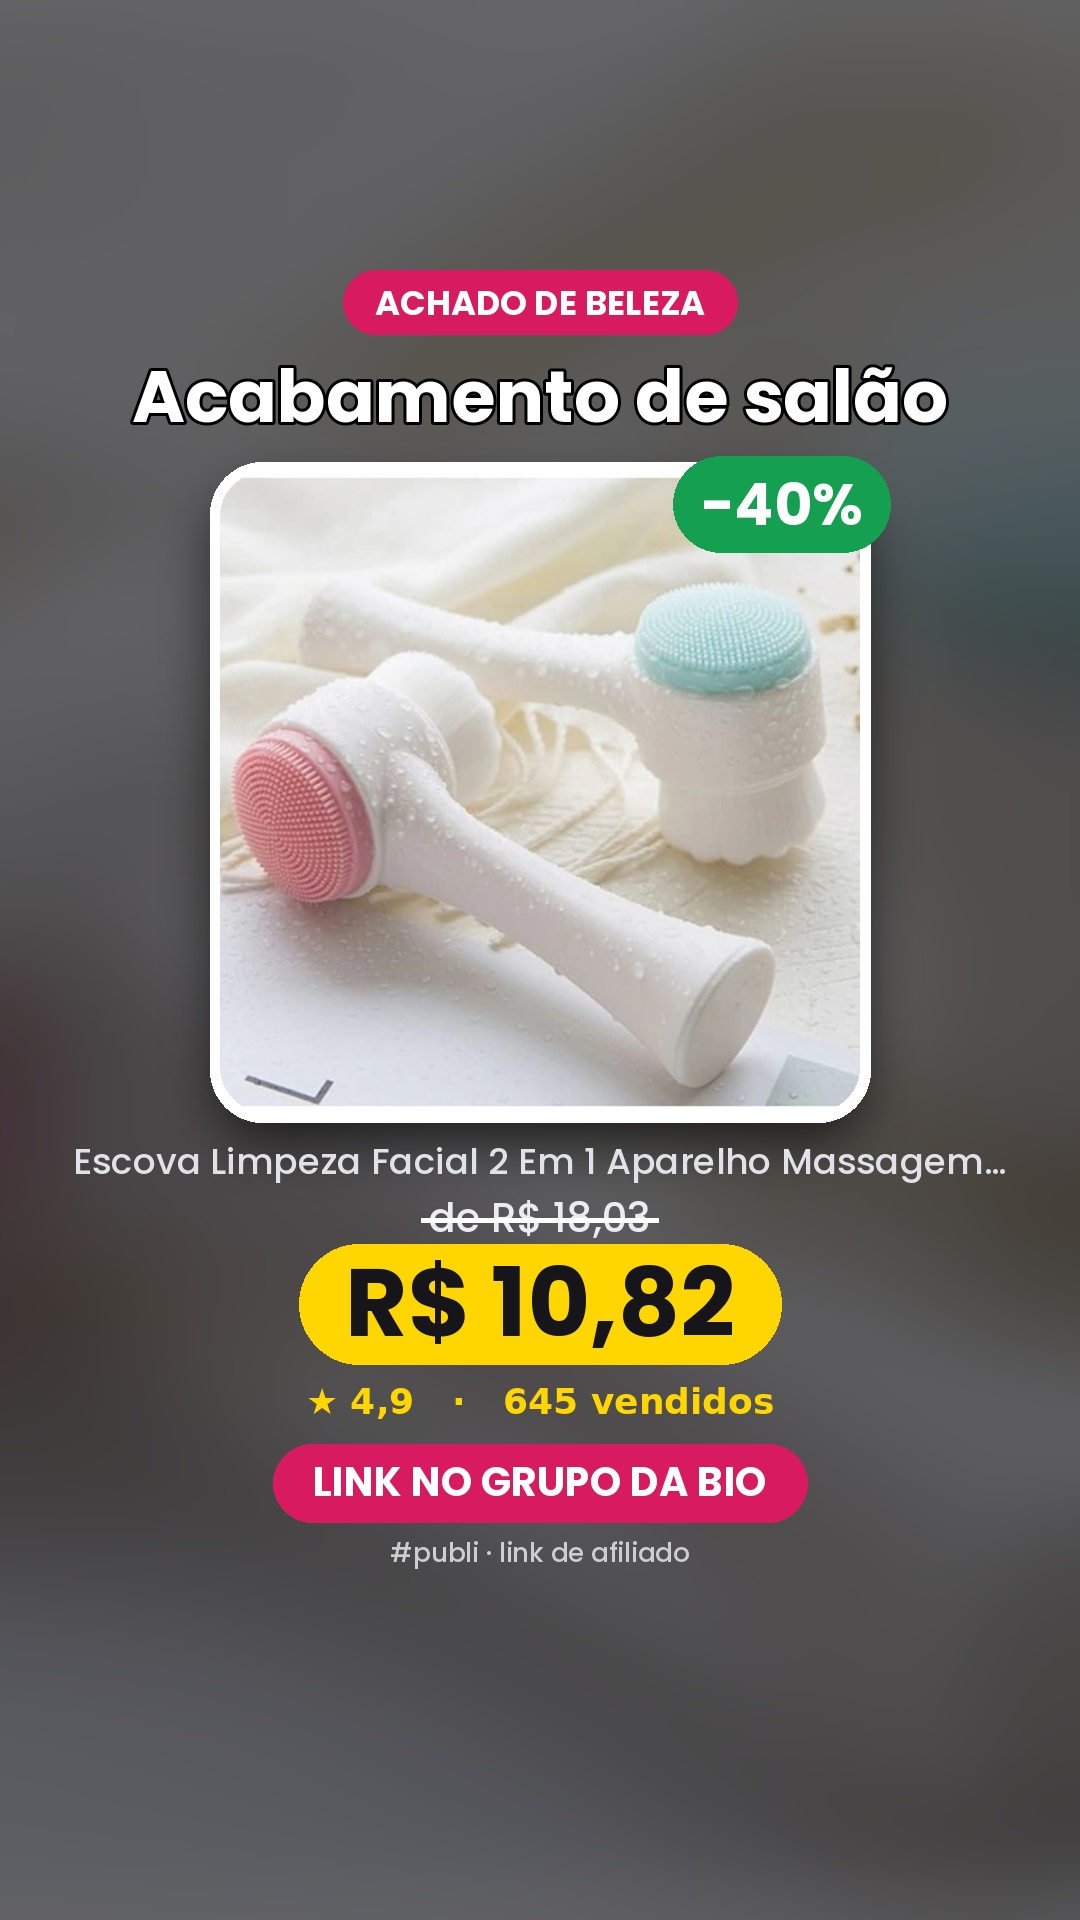 ACHADO DE BELEZA
Acabamento de salão
-40%
Escova Limpeza Facial 2 Em 1 Aparelho Massagem...
de R$ 18,03
R$ 10,82
★ 4,9 · 645 vendidos
LINK NO GRUPO DA BIO
#publi · link de afiliado